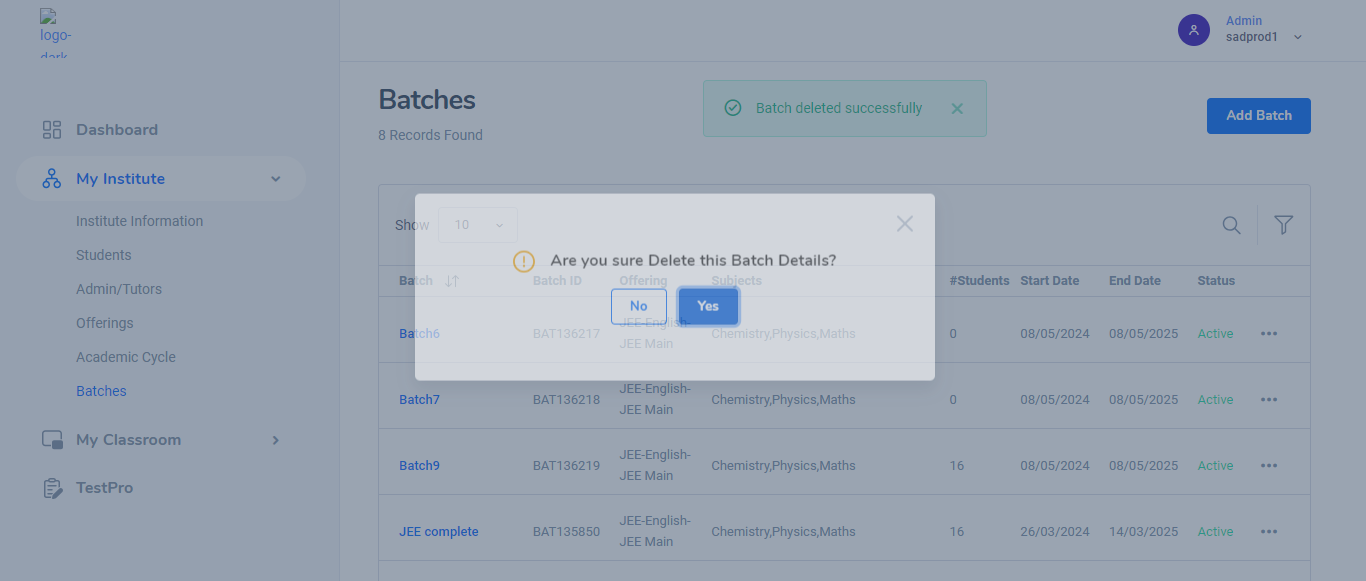 logo-
dark
Admin
sadprod1
Dashboard
My Institute
Institute Information
Students
Admin/Tutors
Offerings
Academic Cycle
Batches
My Classroom
TestPro
Batches
8 Records Found
Batch deleted successfully
Add Batch
Show 10
Are you sure Delete this Batch Details?
No Yes
Batch Batch ID Offering Subjects #Students Start Date End Date Status
Batch6 BAT136217 JEE-English- Chemistry,Physics,Maths 0 08/05/2024 08/05/2025 Active
JEE Main
Batch7 BAT136218 JEE-English- Chemistry,Physics,Maths 0 08/05/2024 08/05/2025 Active
JEE Main
Batch9 BAT136219 JEE-English- Chemistry,Physics,Maths 16 08/05/2024 08/05/2025 Active
JEE Main
JEE complete BAT135850 JEE-English- Chemistry,Physics,Maths 16 26/03/2024 14/03/2025 Active
JEE Main